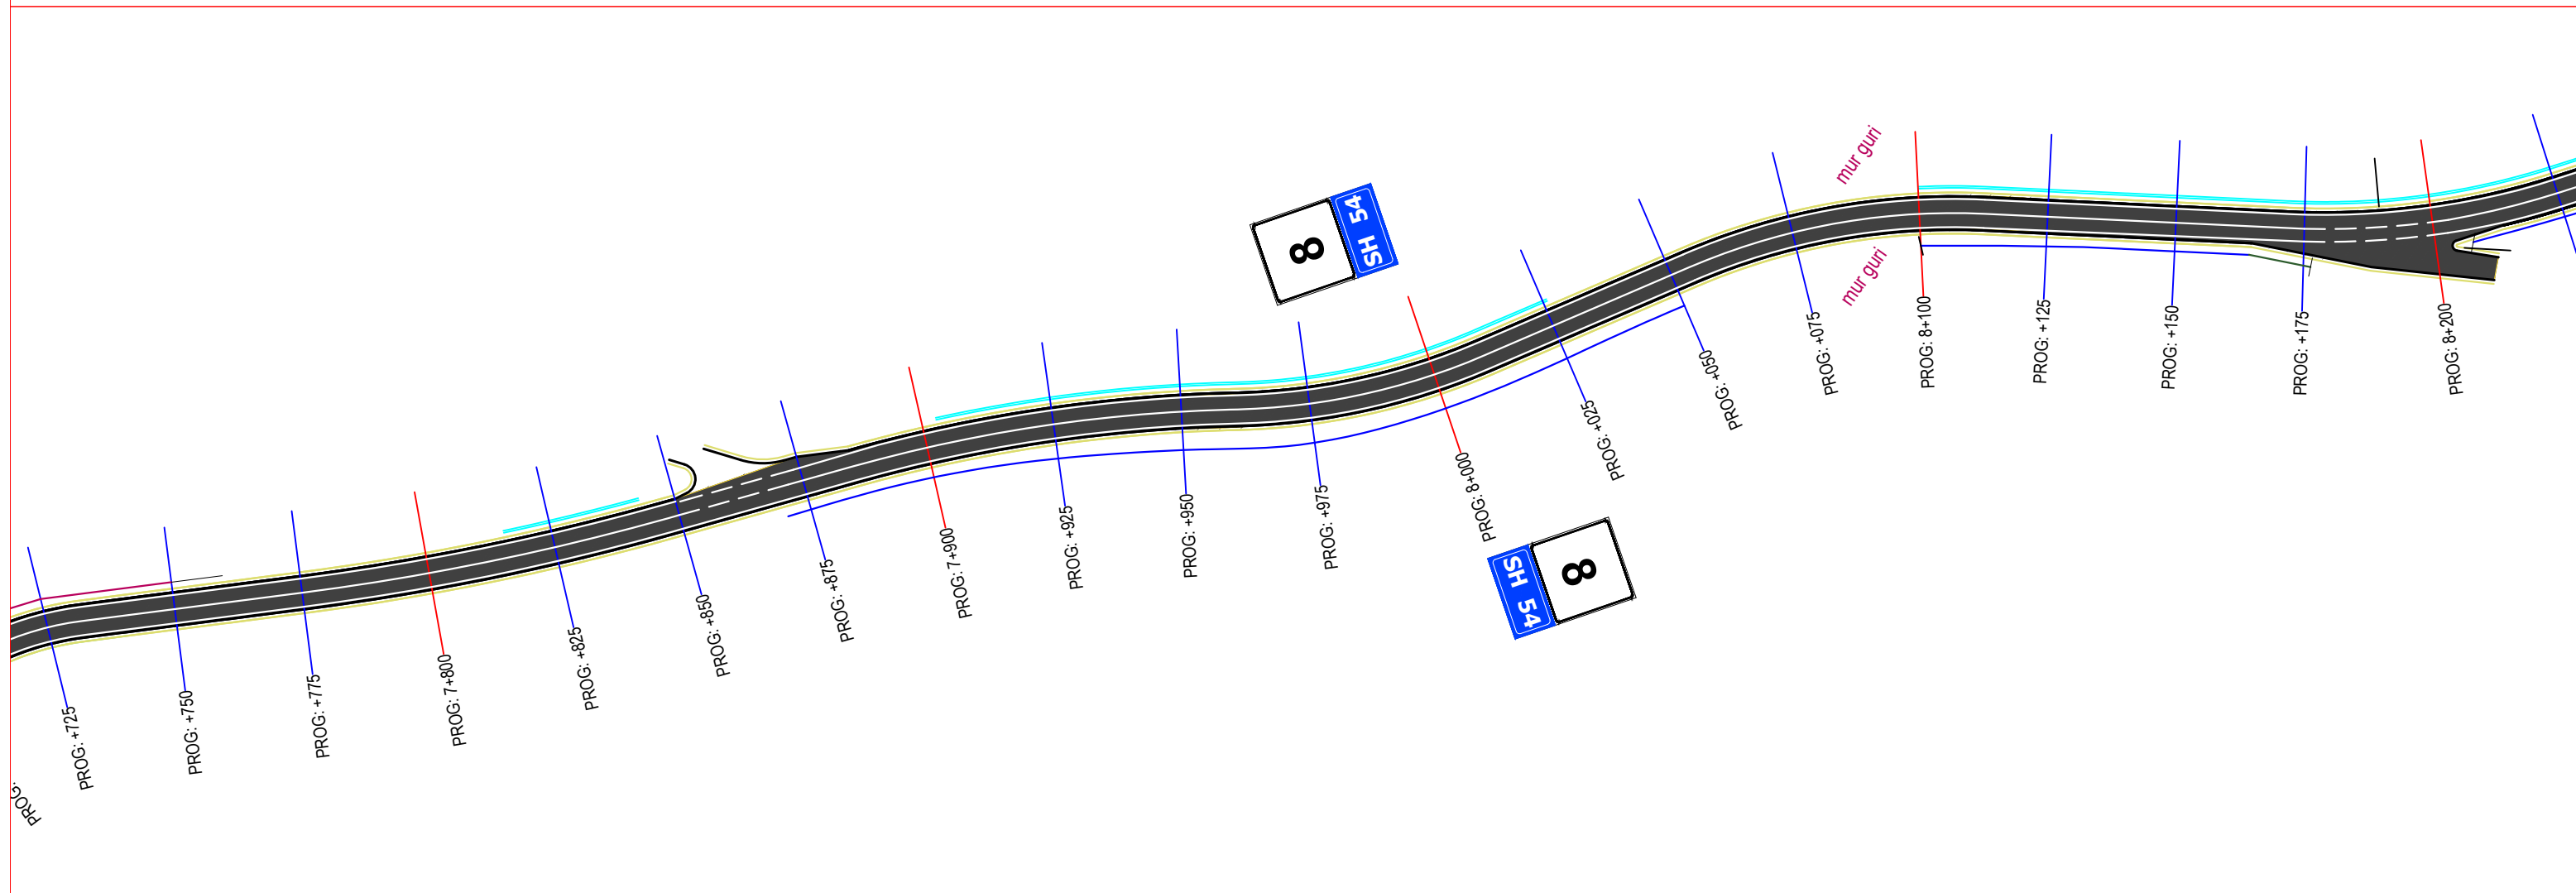 PROG:
PROG: +725
PROG: +750
PROG: +775
PROG: 7+800
PROG: +825
PROG: +850
PROG: +875
PROG: 7+900
PROG: +925
PROG: +950
PROG: +975
8
SH 54
PROG: 8+000
SH 54
8
PROG: +025
PROG: +050
PROG: +075
mur guri
mur guri
PROG: 8+100
PROG: +125
PROG: +150
PROG: +175
PROG: 8+200